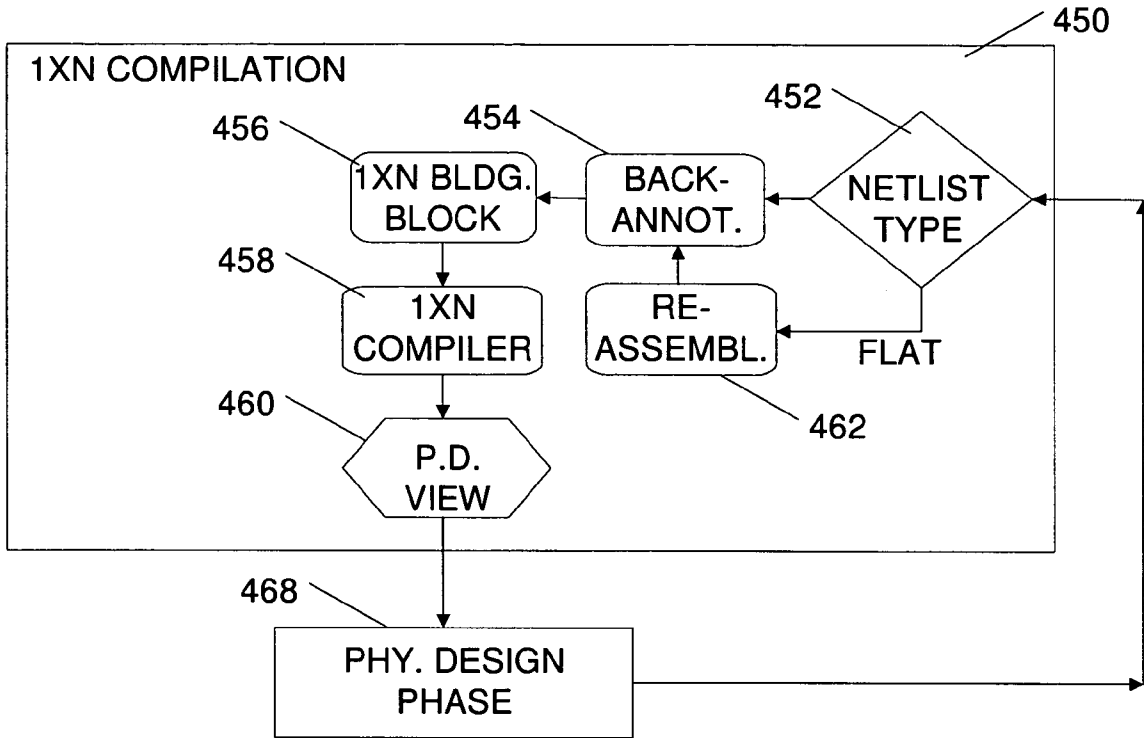 450
1XN COMPILATION
452
454
456
1XN BLDG.
BLOCK
BACK-
ANNOT.
NETLIST
TYPE
458
1XN
COMPILER
RE-
ASSEMBL.
FLAT
460
462
P.D.
VIEW
468
PHY. DESIGN
PHASE